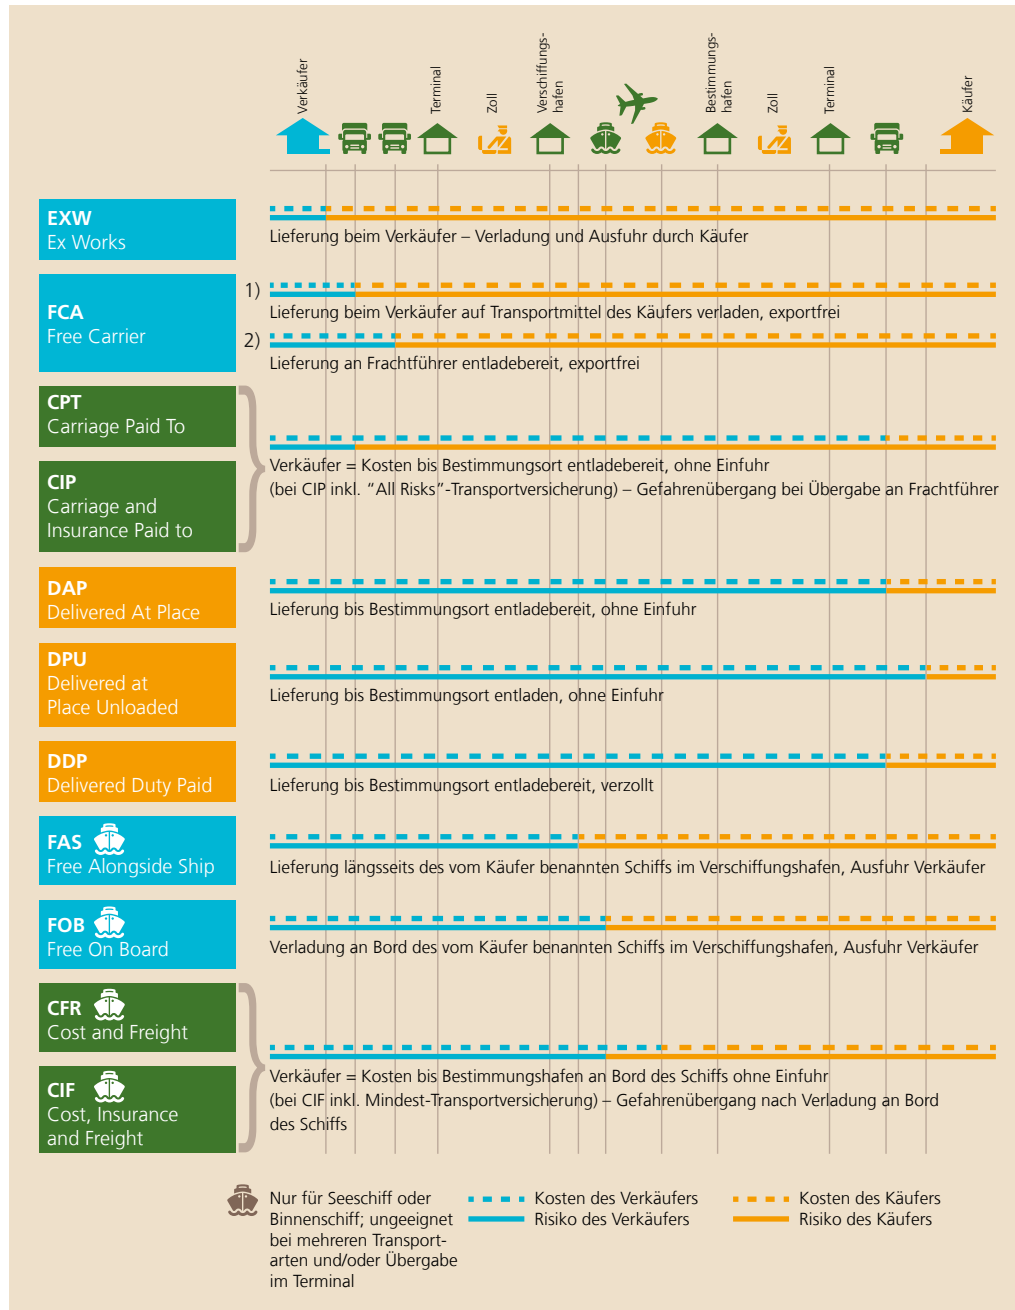 Verkäufer
Terminal
Zoll
Verschiffungs-
hafen
Bestimmungs-
hafen
Zoll
Terminal
Käufer
EXW
Ex Works
Lieferung beim Verkäufer – Verladung und Ausfuhr durch Käufer
FCA
Free Carrier
1)
Lieferung beim Verkäufer auf Transportmittel des Käufers verladen, exportfrei
2)
Lieferung an Frachtführer entladebereit, exportfrei
CPT
Carriage Paid To
CIP
Carriage and
Insurance Paid to
Verkäufer = Kosten bis Bestimmungsort entladebereit, ohne Einfuhr
(bei CIP inkl. “All Risks”-Transportversicherung) – Gefahrenübergang bei Übergabe an Frachtführer
DAP
Delivered At Place
Lieferung bis Bestimmungsort entladebereit, ohne Einfuhr
DPU
Delivered at
Place Unloaded
Lieferung bis Bestimmungsort entladen, ohne Einfuhr
DDP
Delivered Duty Paid
Lieferung bis Bestimmungsort entladebereit, verzollt
FAS
Free Alongside Ship
Lieferung längsseits des vom Käufer benannten Schiffs im Verschiffungshafen, Ausfuhr Verkäufer
FOB
Free On Board
Verladung an Bord des vom Käufer benannten Schiffs im Verschiffungshafen, Ausfuhr Verkäufer
CFR
Cost and Freight
CIF
Cost, Insurance
and Freight
Verkäufer = Kosten bis Bestimmungshafen an Bord des Schiffs ohne Einfuhr
(bei CIF inkl. Mindest-Transportversicherung) – Gefahrenübergang nach Verladung an Bord
des Schiffs
Nur für Seeschiff oder
Binnenschiff; ungeeignet
bei mehreren Transport-
arten und/oder Übergabe
im Terminal
Kosten des Verkäufers
Risiko des Verkäufers
Kosten des Käufers
Risiko des Käufers